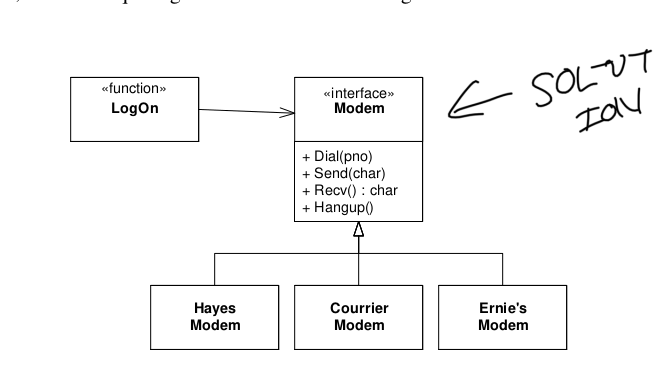 «function»
LogOn
«interface»
Modem
+ Dial(pno)
+ Send(char)
+ Recv() : char
+ Hangup()
SOL-UT
ION
Hayes
Modem
Courrier
Modem
Ernie's
Modem